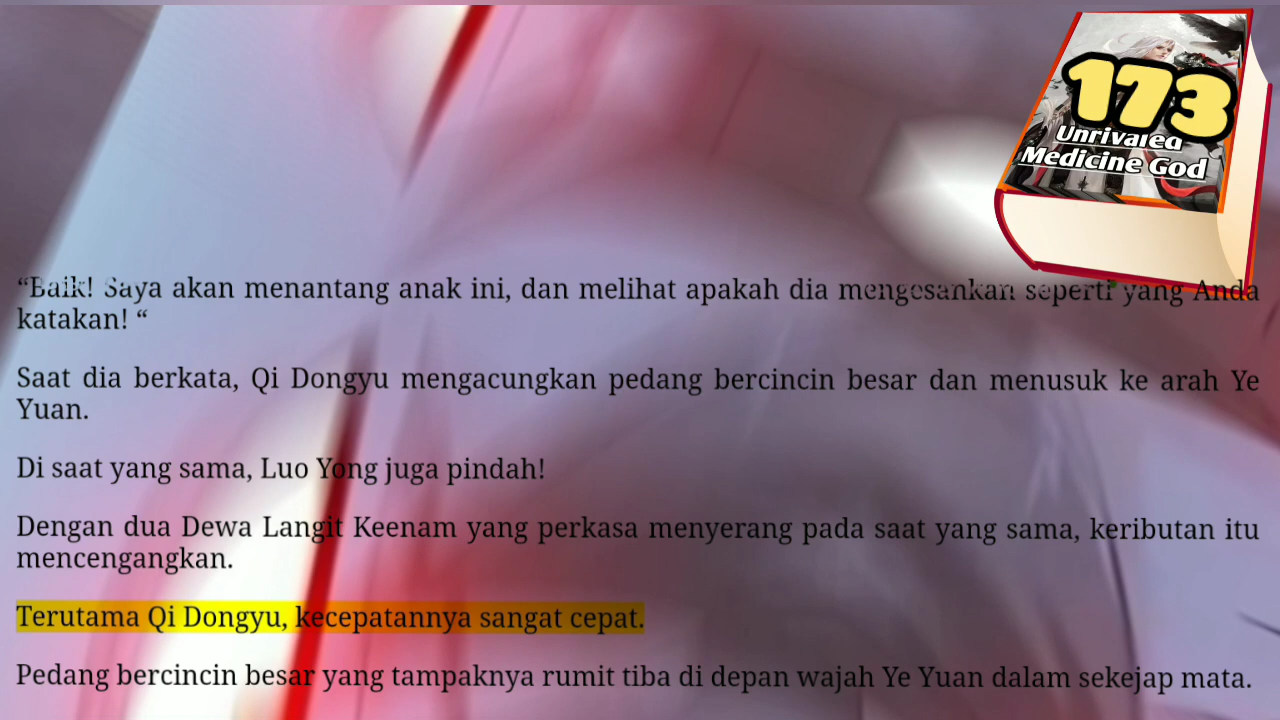 173
Unrivaled
Medicine God
“Baik! Saya akan menantang anak ini, dan melihat apakah dia mengesankan seperti yang Anda
katakan! “
Saat dia berkata, Qi Dongyu mengacungkan pedang bercincin besar dan menusuk ke arah Ye
Yuan.
Di saat yang sama, Luo Yong juga pindah!
Dengan dua Dewa Langit Keenam yang perkasa menyerang pada saat yang sama, keributan itu
mencengangkan.
Terutama Qi Dongyu, kecepatannya sangat cepat.
Pedang bercincin besar yang tampaknya rumit tiba di depan wajah Ye Yuan dalam sekejap mata.